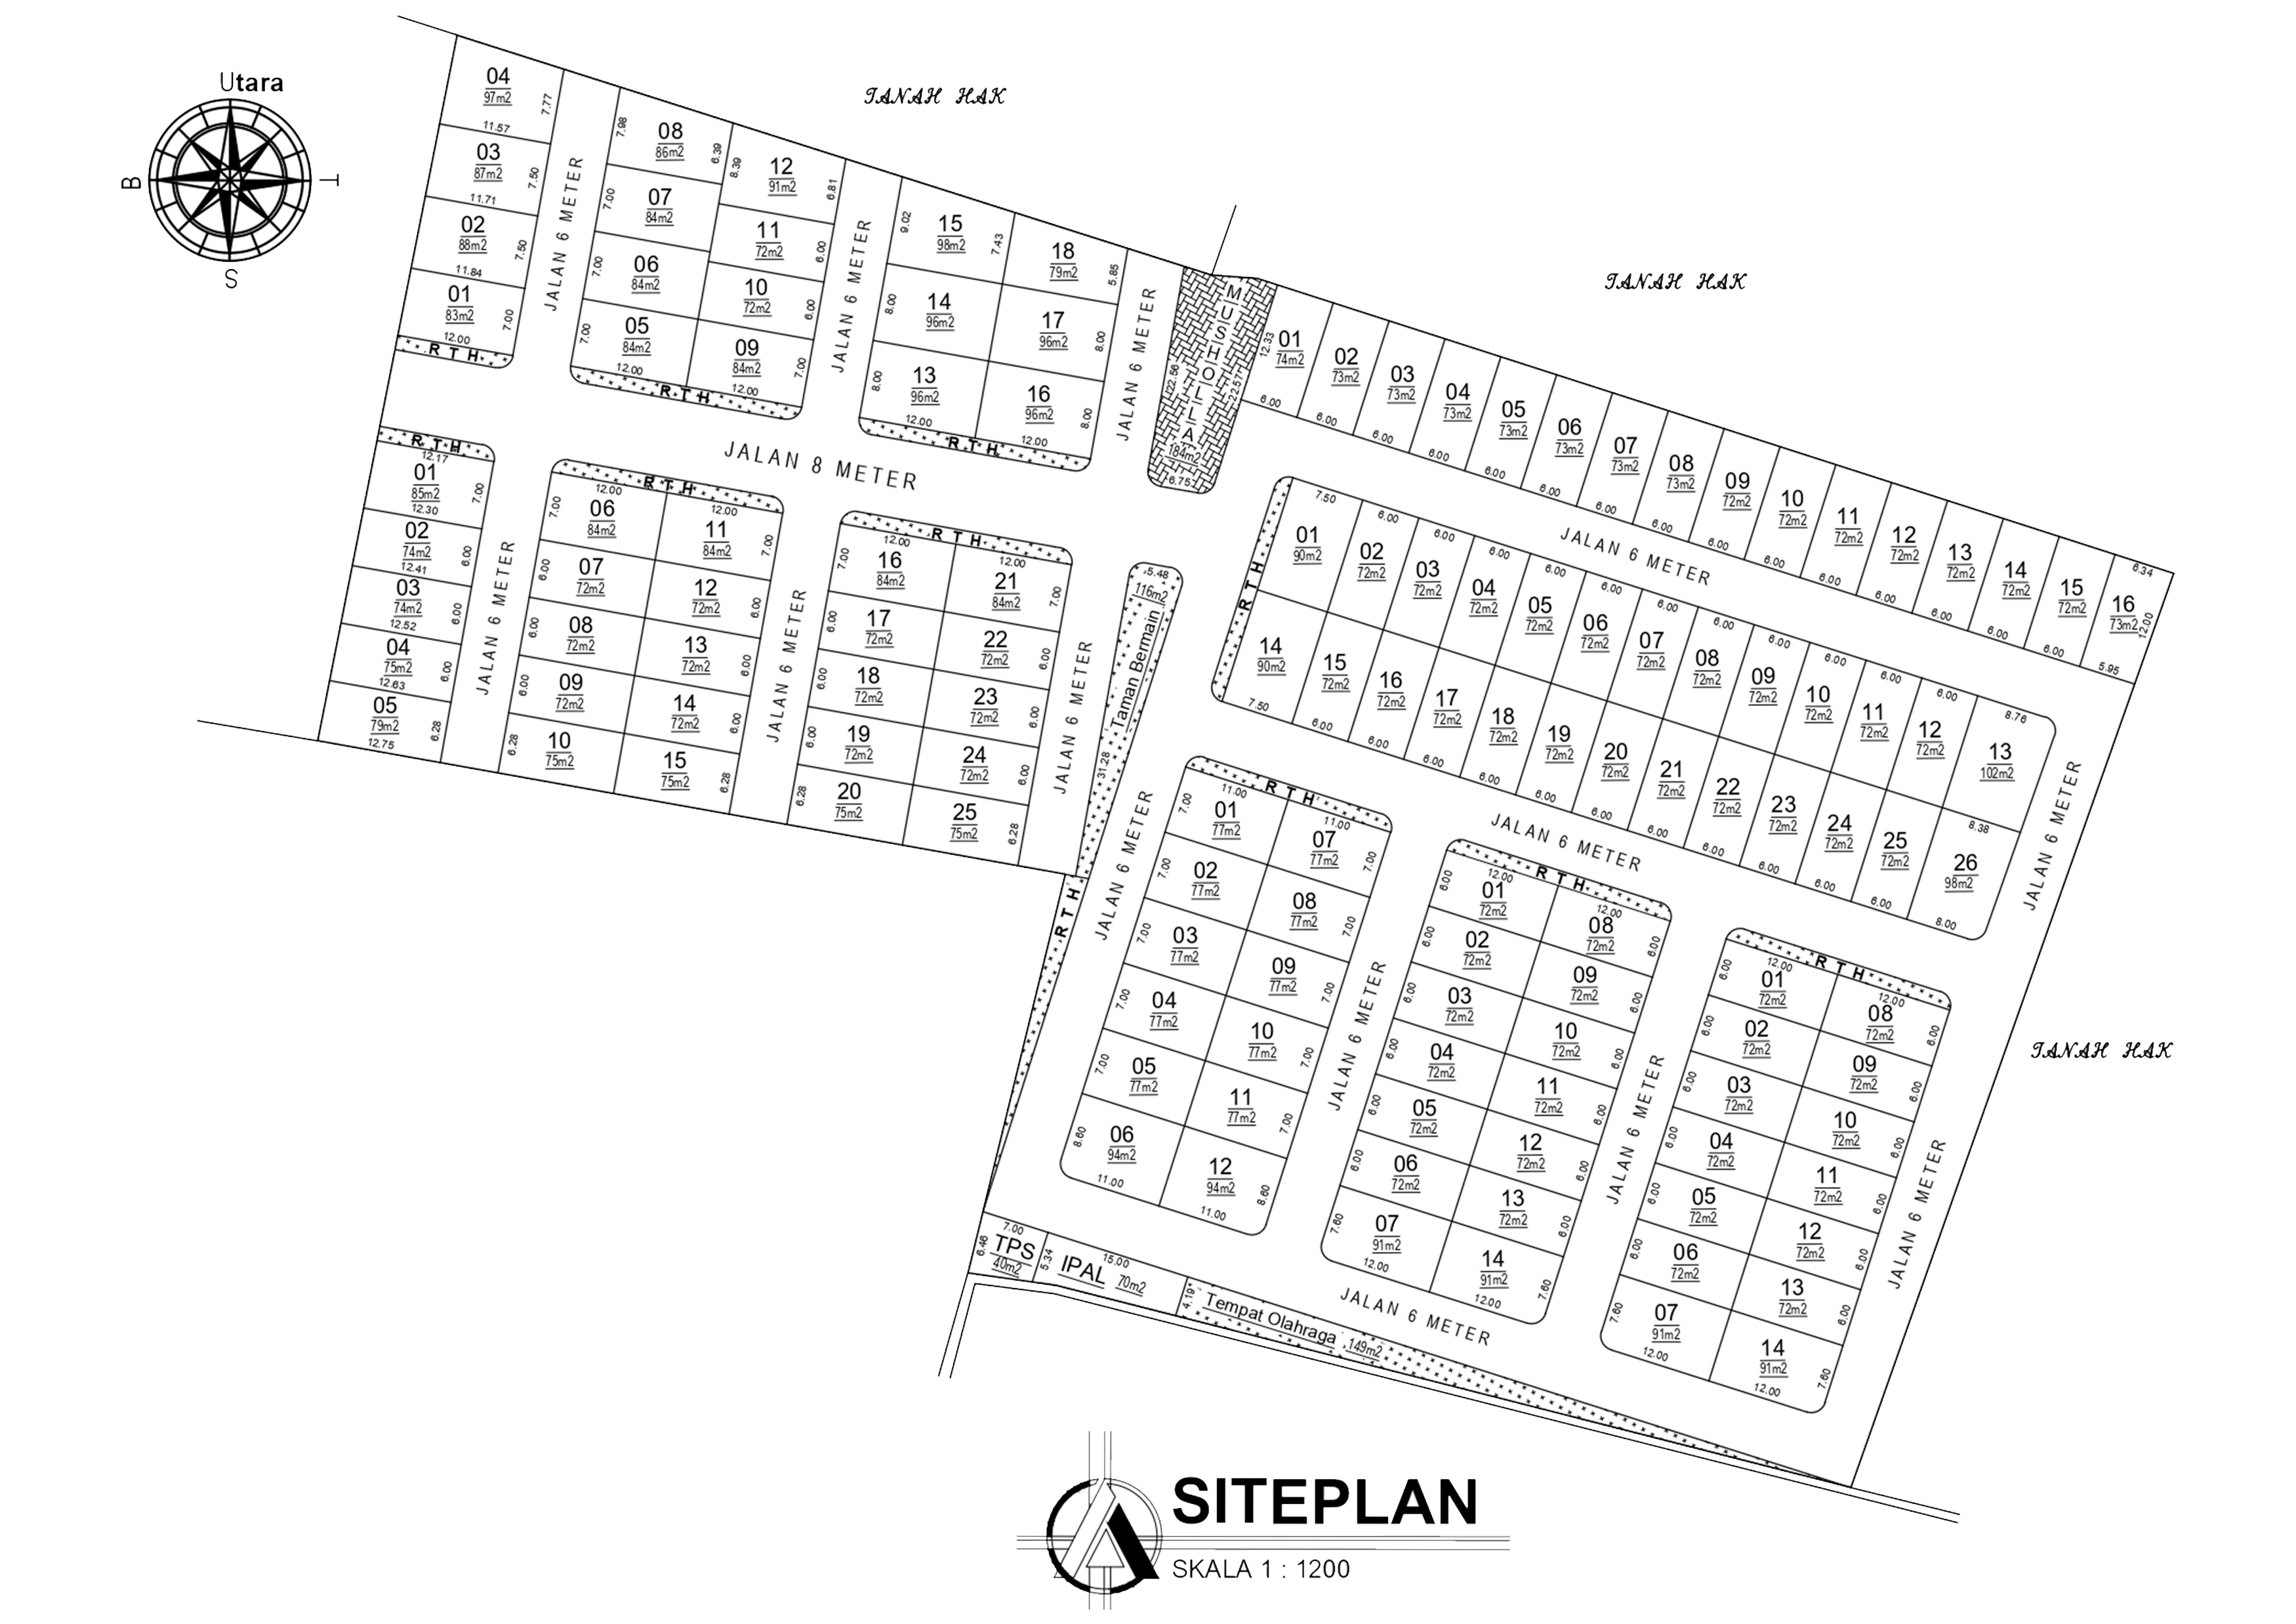 Utara
B
T
S
TANAH HAK
TANAH HAK
TANAH HAK
04
97m2
7.77
11.57
03
87m2
7.50
11.71
02
88m2
7.50
11.84
01
83m2
7.00
12.00
R T H
JALAN 6 METER
7.98
08
86m2
6.39
7.00
07
84m2
7.00
06
84m2
7.00
05
84m2
12.00
8.39
12
91m2
6.81
11
72m2
6.00
10
72m2
6.00
09
84m2
7.00
12.00
R T H
JALAN 6 METER
9.02
15
98m2
7.43
8.00
14
96m2
8.00
13
96m2
12.00
18
79m2
5.85
17
96m2
8.00
16
96m2
8.00
12.00
R T H
JALAN 6 METER
MUSHOLLA
22.56
22.57
184m2
6.75
JALAN 8 METER
R T H
12.17
01
85m2
7.00
12.30
02
74m2
6.00
12.41
03
74m2
6.00
12.52
04
75m2
6.00
12.63
05
79m2
6.28
12.75
JALAN 6 METER
R T H
12.00
12.00
7.00
06
84m2
6.00
07
72m2
6.00
08
72m2
6.00
09
72m2
6.28
10
75m2
11
84m2
7.00
12
72m2
6.00
13
72m2
6.00
14
72m2
6.00
15
75m2
6.28
JALAN 6 METER
R T H
12.00
12.00
7.00
16
84m2
6.00
17
72m2
6.00
18
72m2
6.00
19
72m2
6.28
20
75m2
21
84m2
7.00
22
72m2
6.00
23
72m2
6.00
24
72m2
6.00
25
75m2
6.28
JALAN 6 METER
5.48
116m2
Taman Bermain
31.28
R T H
12.33
01
74m2
6.00
02
73m2
6.00
03
73m2
6.00
04
73m2
6.00
05
73m2
6.00
06
73m2
6.00
07
73m2
6.00
08
73m2
6.00
09
72m2
6.00
10
72m2
6.00
11
72m2
6.00
12
72m2
6.00
13
72m2
6.00
14
72m2
6.00
15
72m2
6.00
6.34
16
73m2
12.00
5.95
JALAN 6 METER
R T H
7.50
01
90m2
6.00
02
72m2
6.00
03
72m2
6.00
04
72m2
6.00
05
72m2
6.00
06
72m2
6.00
07
72m2
6.00
08
72m2
6.00
09
72m2
6.00
10
72m2
6.00
11
72m2
6.00
12
72m2
8.76
13
102m2
8.38
14
90m2
7.50
15
72m2
6.00
16
72m2
6.00
17
72m2
6.00
18
72m2
6.00
19
72m2
6.00
20
72m2
6.00
21
72m2
6.00
22
72m2
6.00
23
72m2
6.00
24
72m2
6.00
25
72m2
6.00
26
98m2
8.00
JALAN 6 METER
JALAN 6 METER
JALAN 6 METER
R T H
11.00
11.00
7.00
01
77m2
7.00
02
77m2
7.00
03
77m2
7.00
04
77m2
7.00
05
77m2
8.60
06
94m2
11.00
07
77m2
7.00
08
77m2
7.00
09
77m2
7.00
10
77m2
7.00
11
77m2
7.00
12
94m2
8.60
11.00
JALAN 6 METER
R T H
12.00
12.00
6.00
01
72m2
6.00
02
72m2
6.00
03
72m2
6.00
04
72m2
6.00
05
72m2
6.00
06
72m2
7.60
07
91m2
12.00
08
72m2
6.00
09
72m2
6.00
10
72m2
6.00
11
72m2
6.00
12
72m2
6.00
13
72m2
6.00
14
91m2
7.60
12.00
JALAN 6 METER
R T H
12.00
12.00
6.00
01
72m2
6.00
02
72m2
6.00
03
72m2
6.00
04
72m2
6.00
05
72m2
6.00
06
72m2
7.60
07
91m2
12.00
08
72m2
6.00
09
72m2
6.00
10
72m2
6.00
11
72m2
6.00
12
72m2
6.00
13
72m2
6.00
14
91m2
7.60
12.00
JALAN 6 METER
JALAN 6 METER
7.00
6.46
TPS
40m2
5.34
15.00
IPAL 70m2
4.19
Tempat Olahraga 149m2
SITEPLAN
SKALA 1 : 1200